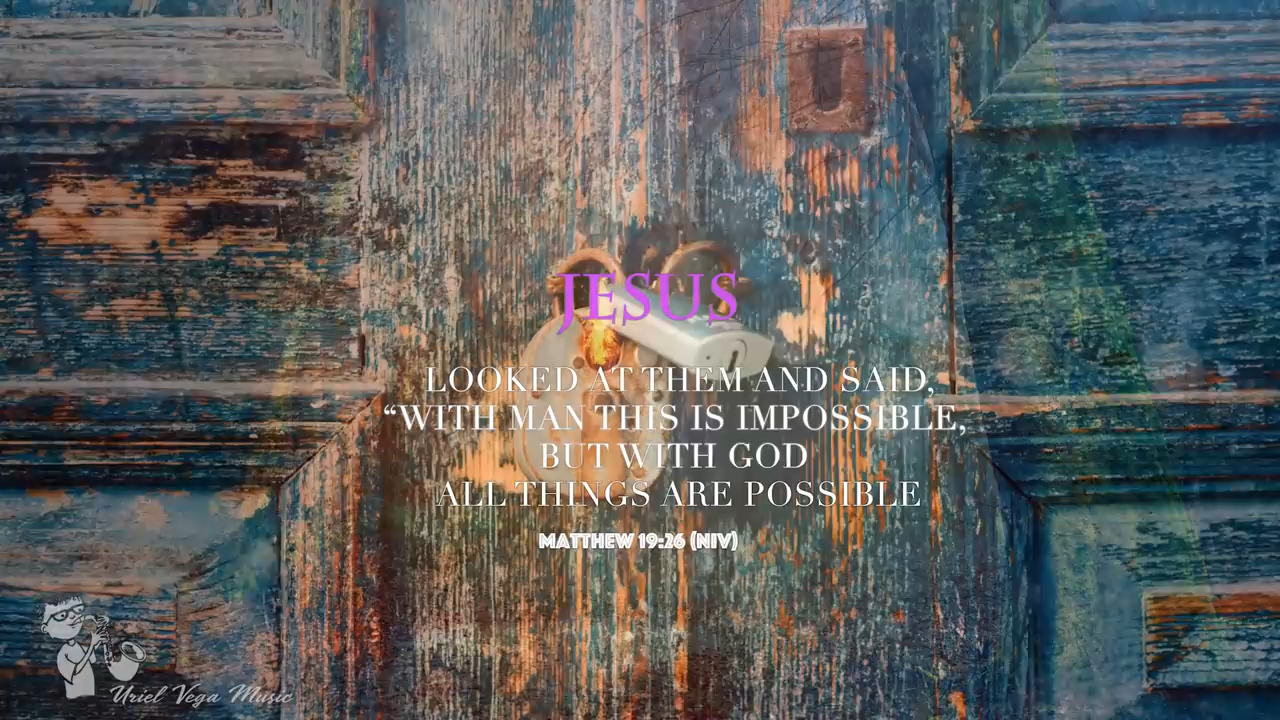 JESUS
LOOKED AT THEM AND SAID,
“WITH MAN THIS IS IMPOSSIBLE,
BUT WITH GOD
ALL THINGS ARE POSSIBLE
MATTHEW 19:26 (NIV)
Uriel Vega Music